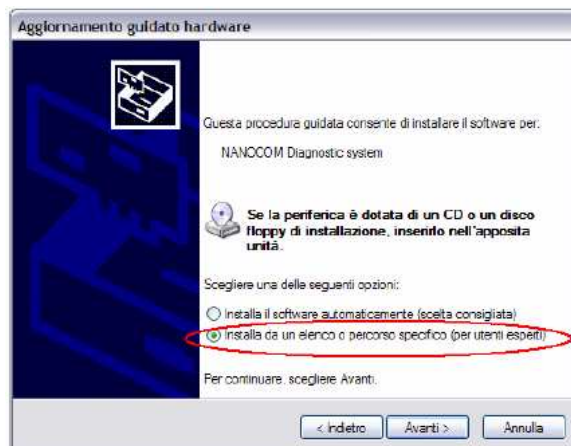 Aggiornamento guidato hardware
Questa procedura guidata consente di installare il software per:
NANOCOM Diagnostic system
Se la periferica è dotata di un CD o un disco
floppy di installazione, inserirlo nell'apposita
unità.
Scegliere una delle seguenti opzioni:
Installa il software automaticamente (scelta consigliata)
Installa da un elenco o percorso specifico (per utenti esperti)
Per continuare, scegliere Avanti.
< Indietro Avanti > Annulla